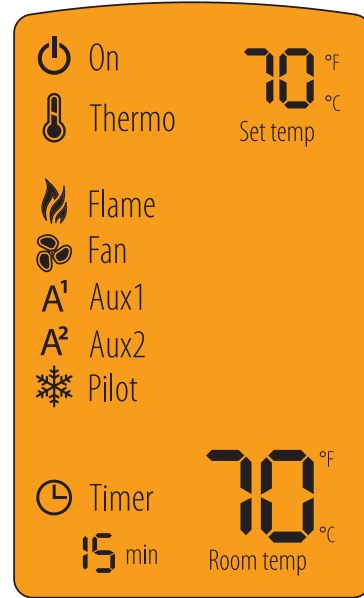 On
70 °F
°C
Set temp
Thermo
Flame
Fan
A¹ Aux1
A² Aux2
Pilot
Timer
15 min
70 °F
°C
Room temp